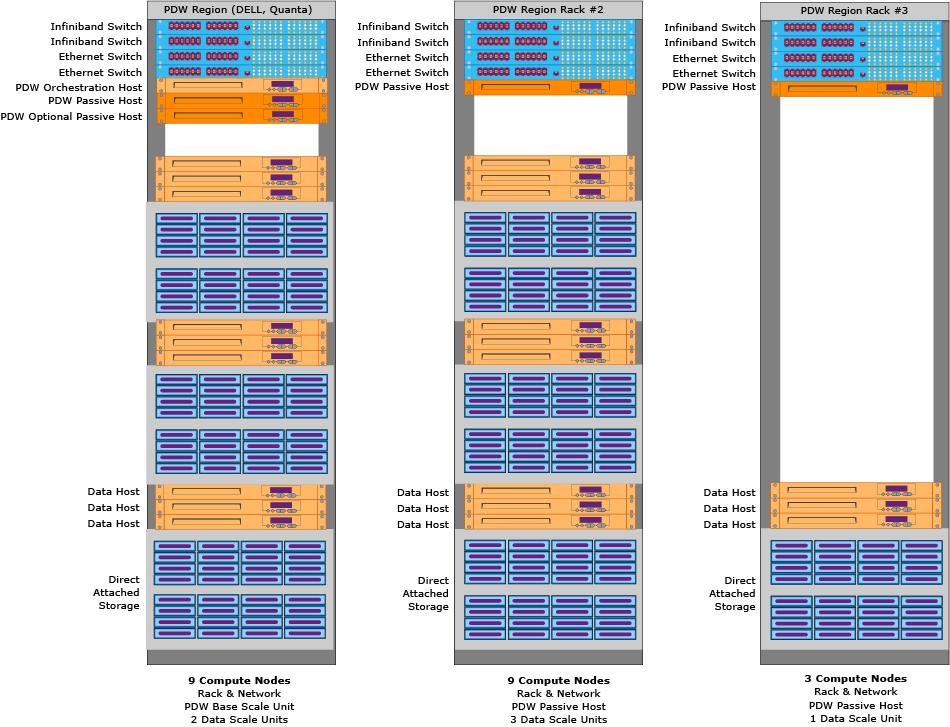 PDW Region (DELL, Quanta)
Infiniband Switch
Infiniband Switch
Ethernet Switch
Ethernet Switch
PDW Orchestration Host
PDW Passive Host
PDW Optional Passive Host
Data Host
Data Host
Data Host
Direct
Attached
Storage
9 Compute Nodes
Rack & Network
PDW Base Scale Unit
2 Data Scale Units
PDW Region Rack #2
Infiniband Switch
Infiniband Switch
Ethernet Switch
Ethernet Switch
PDW Passive Host
Data Host
Data Host
Data Host
Direct
Attached
Storage
9 Compute Nodes
Rack & Network
PDW Passive Host
3 Data Scale Units
PDW Region Rack #3
Infiniband Switch
Infiniband Switch
Ethernet Switch
Ethernet Switch
PDW Passive Host
Data Host
Data Host
Data Host
Direct
Attached
Storage
3 Compute Nodes
Rack & Network
PDW Passive Host
1 Data Scale Unit